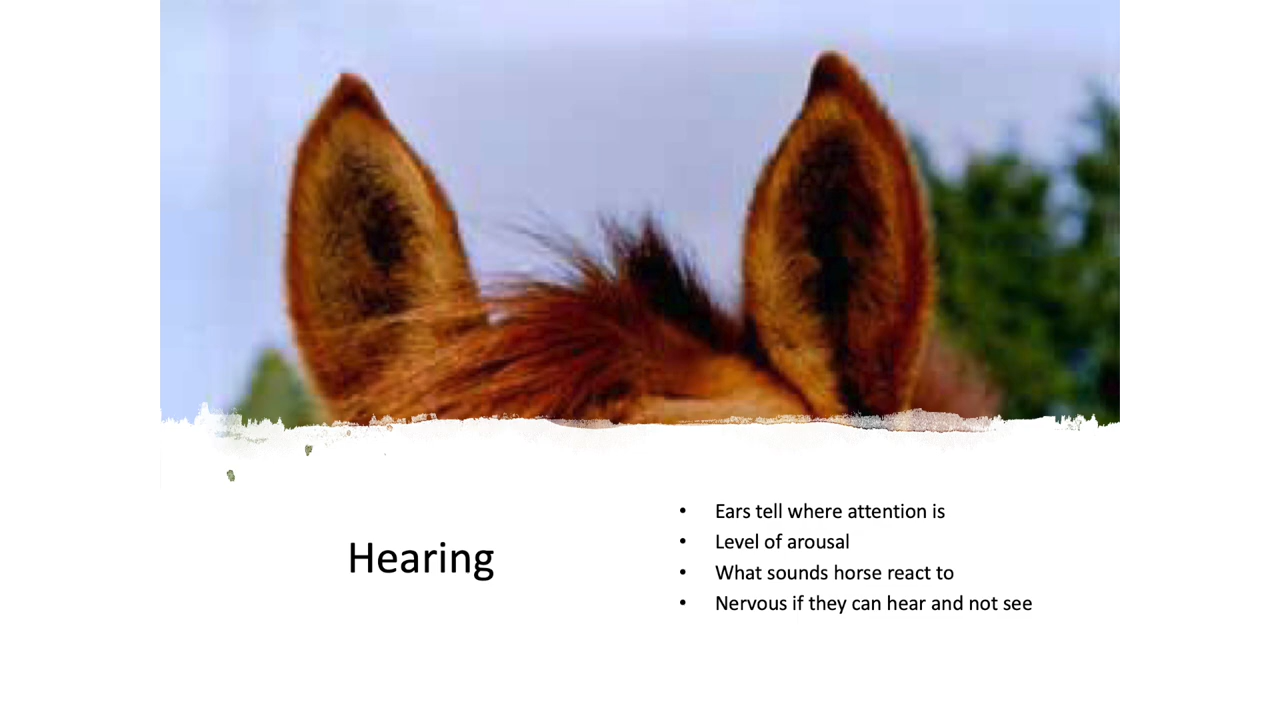 Hearing
• Ears tell where attention is
• Level of arousal
• What sounds horse react to
• Nervous if they can hear and not see